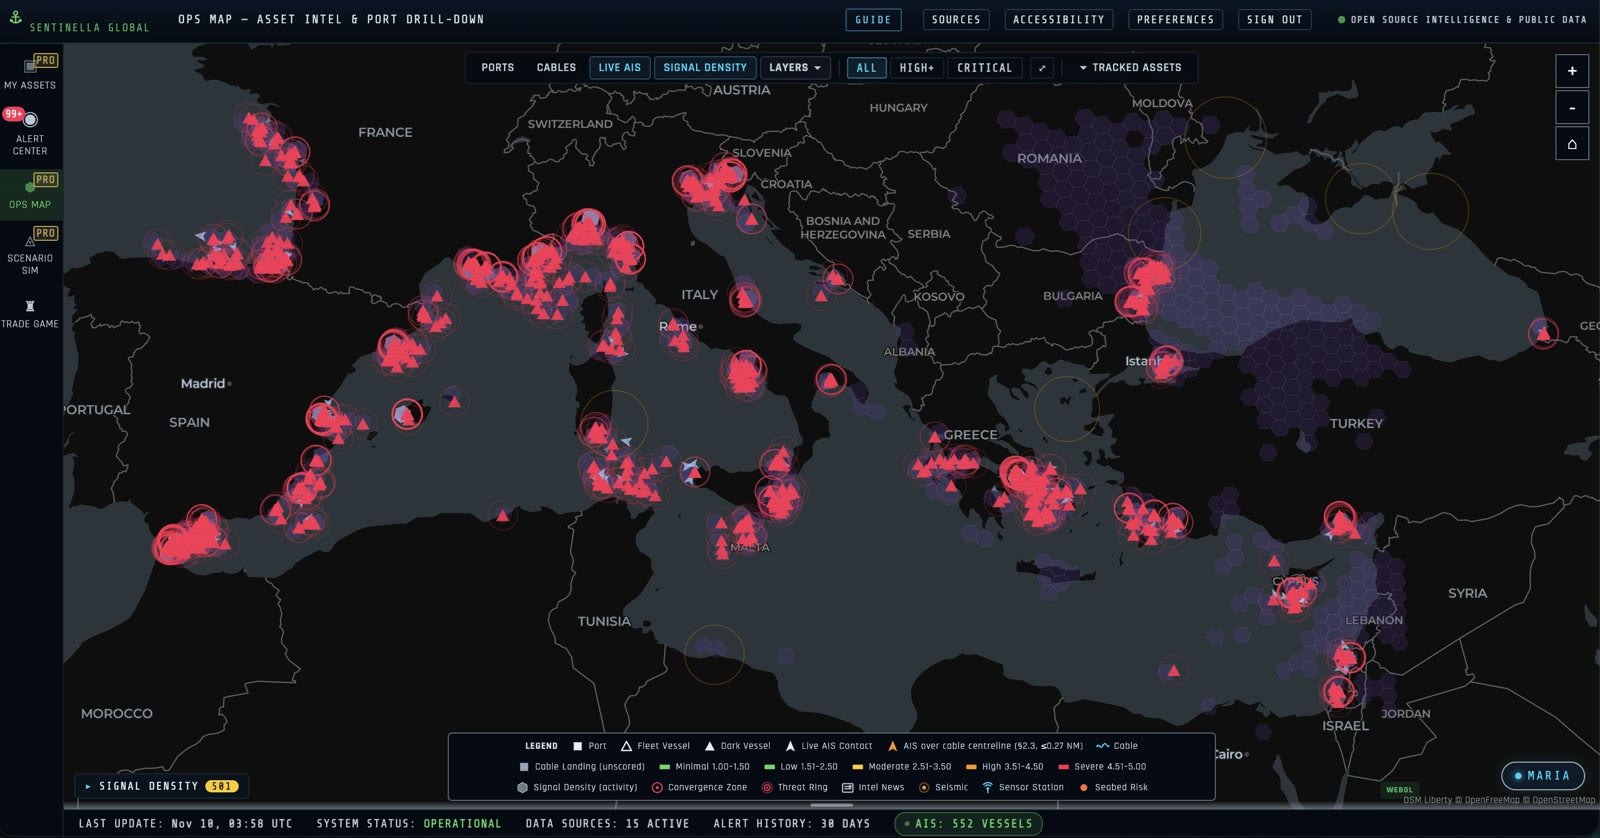 SENTINELLA GLOBAL
OPS MAP — ASSET INTEL & PORT DRILL-DOWN
GUIDE
SOURCES
ACCESSIBILITY
PREFERENCES
SIGN OUT
OPEN SOURCE INTELLIGENCE & PUBLIC DATA
PRO
MY ASSETS
99+
ALERT
CENTER
PRO
OPS MAP
PRO
SCENARIO
SIM
TRADE GAME
PORTS
CABLES
LIVE AIS
SIGNAL DENSITY
LAYERS
ALL
HIGH+
CRITICAL
TRACKED ASSETS
+
-
AUSTRIA
HUNGARY
MOLDOVA
SWITZERLAND
FRANCE
SLOVENIA
ROMANIA
CROATIA
BOSNIA AND
HERZEGOVINA
SERBIA
ITALY
KOSOVO
BULGARIA
ALBANIA
Madrid
PORTUGAL
SPAIN
GREECE
TURKEY
MALTA
CYPRUS
SYRIA
LEBANON
TUNISIA
MOROCCO
JORDAN
ISRAEL
Cairo
LEGEND
Port
Fleet Vessel
Dark Vessel
Live AIS Contact
AIS over cable centreline (§2.3, ≤0.27 NM)
Cable
Cable Landing (unscored)
Minimal 1.00–1.50
Low 1.51–2.50
Moderate 2.51–3.50
High 3.51–4.50
Severe 4.51–5.00
Signal Density (activity)
Convergence Zone
Threat Ring
Intel News
Seismic
Sensor Station
Seabed Risk
SIGNAL DENSITY 501
MARIA
WEBGL
OSM Liberty © OpenFreeMap © OpenStreetMap
LAST UPDATE: Nov 10, 03:58 UTC
SYSTEM STATUS: OPERATIONAL
DATA SOURCES: 15 ACTIVE
ALERT HISTORY: 30 DAYS
AIS: 552 VESSELS